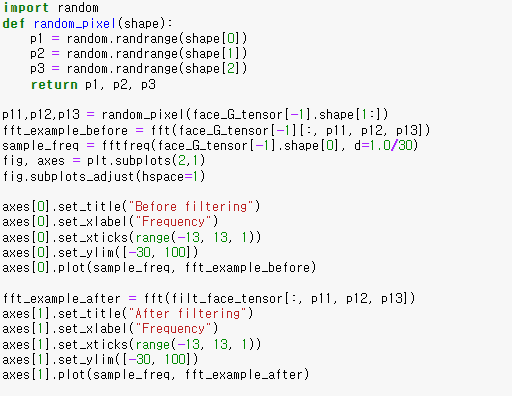 import random
def random_pixel(shape):
    p1 = random.randrange(shape[0])
    p2 = random.randrange(shape[1])
    p3 = random.randrange(shape[2])
    return p1, p2, p3

p11,p12,p13 = random_pixel(face_G_tensor[-1].shape[1:])
fft_example_before = fft(face_G_tensor[-1][:, p11, p12, p13])
sample_freq = fftfreq(face_G_tensor[-1].shape[0], d=1.0/30)
fig, axes = plt.subplots(2,1)
fig.subplots_adjust(hspace=1)

axes[0].set_title("Before filtering")
axes[0].set_xlabel("Frequency")
axes[0].set_xticks(range(-13, 13, 1))
axes[0].set_ylim([-30, 100])
axes[0].plot(sample_freq, fft_example_before)

fft_example_after = fft(filt_face_tensor[:, p11, p12, p13])
axes[1].set_title("After filtering")
axes[1].set_xlabel("Frequency")
axes[1].set_xticks(range(-13, 13, 1))
axes[1].set_ylim([-30, 100])
axes[1].plot(sample_freq, fft_example_after)